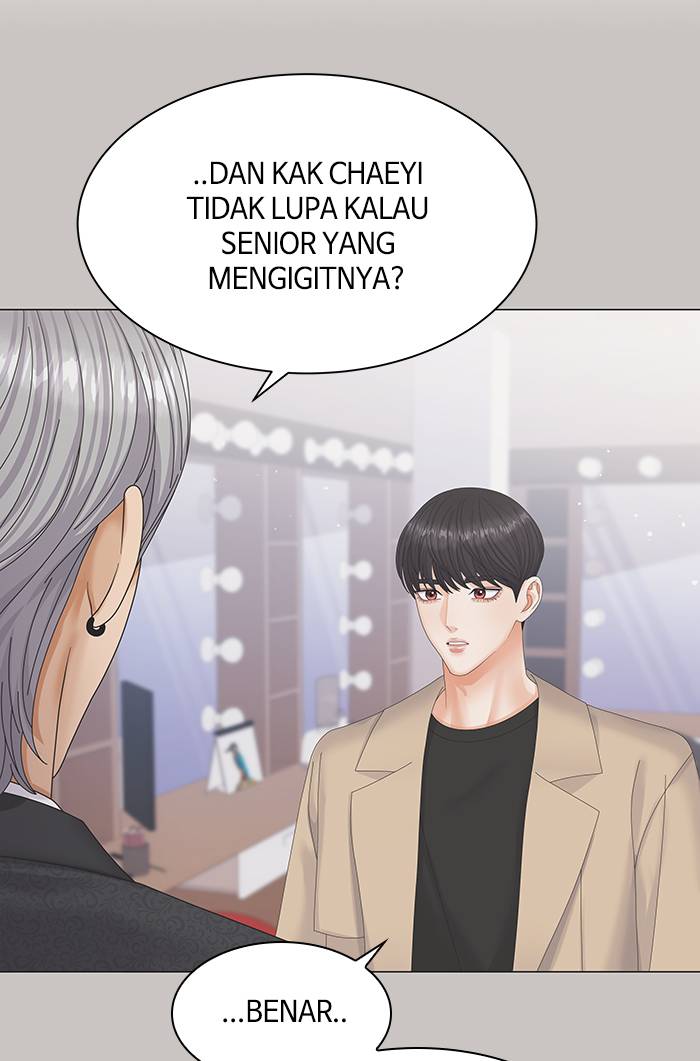 ..DAN KAK CHAEYI
TIDAK LUPA KALAU
SENIOR YANG
MENGIGITNYA?
...BENAR..